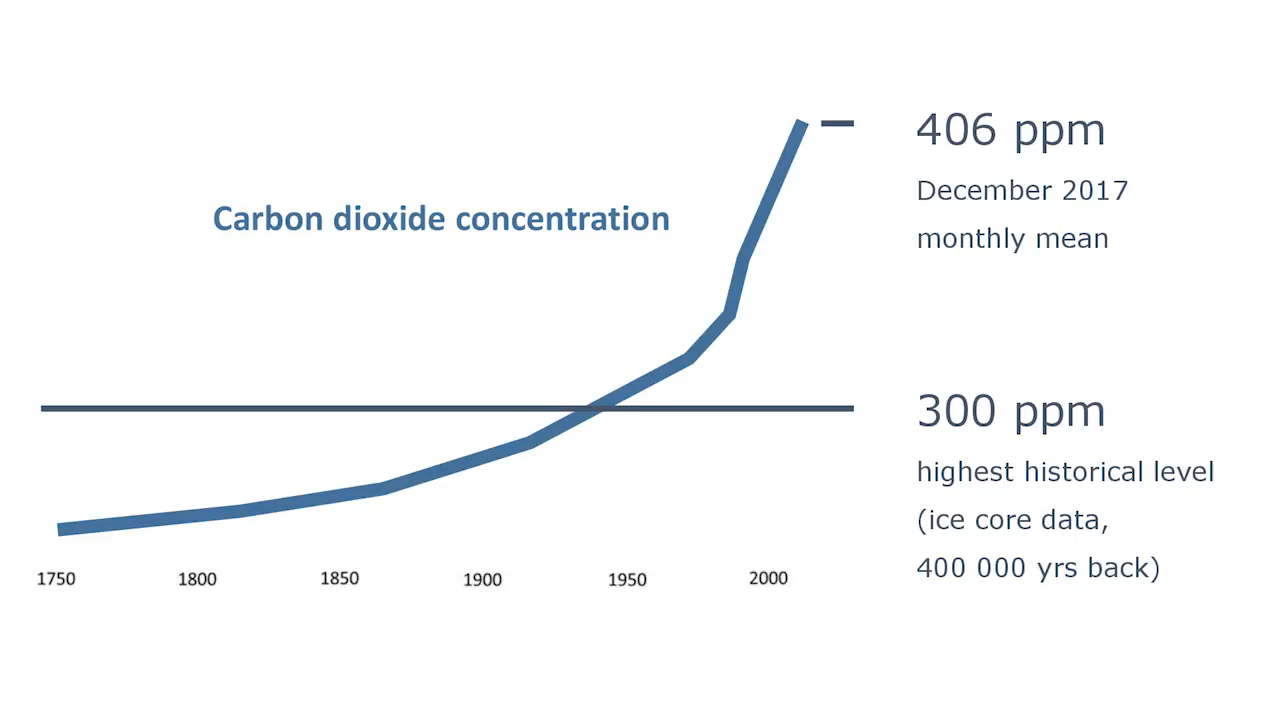 406 ppm
December 2017
monthly mean
Carbon dioxide concentration
300 ppm
highest historical level
(ice core data,
400 000 yrs back)
1750 1800 1850 1900 1950 2000